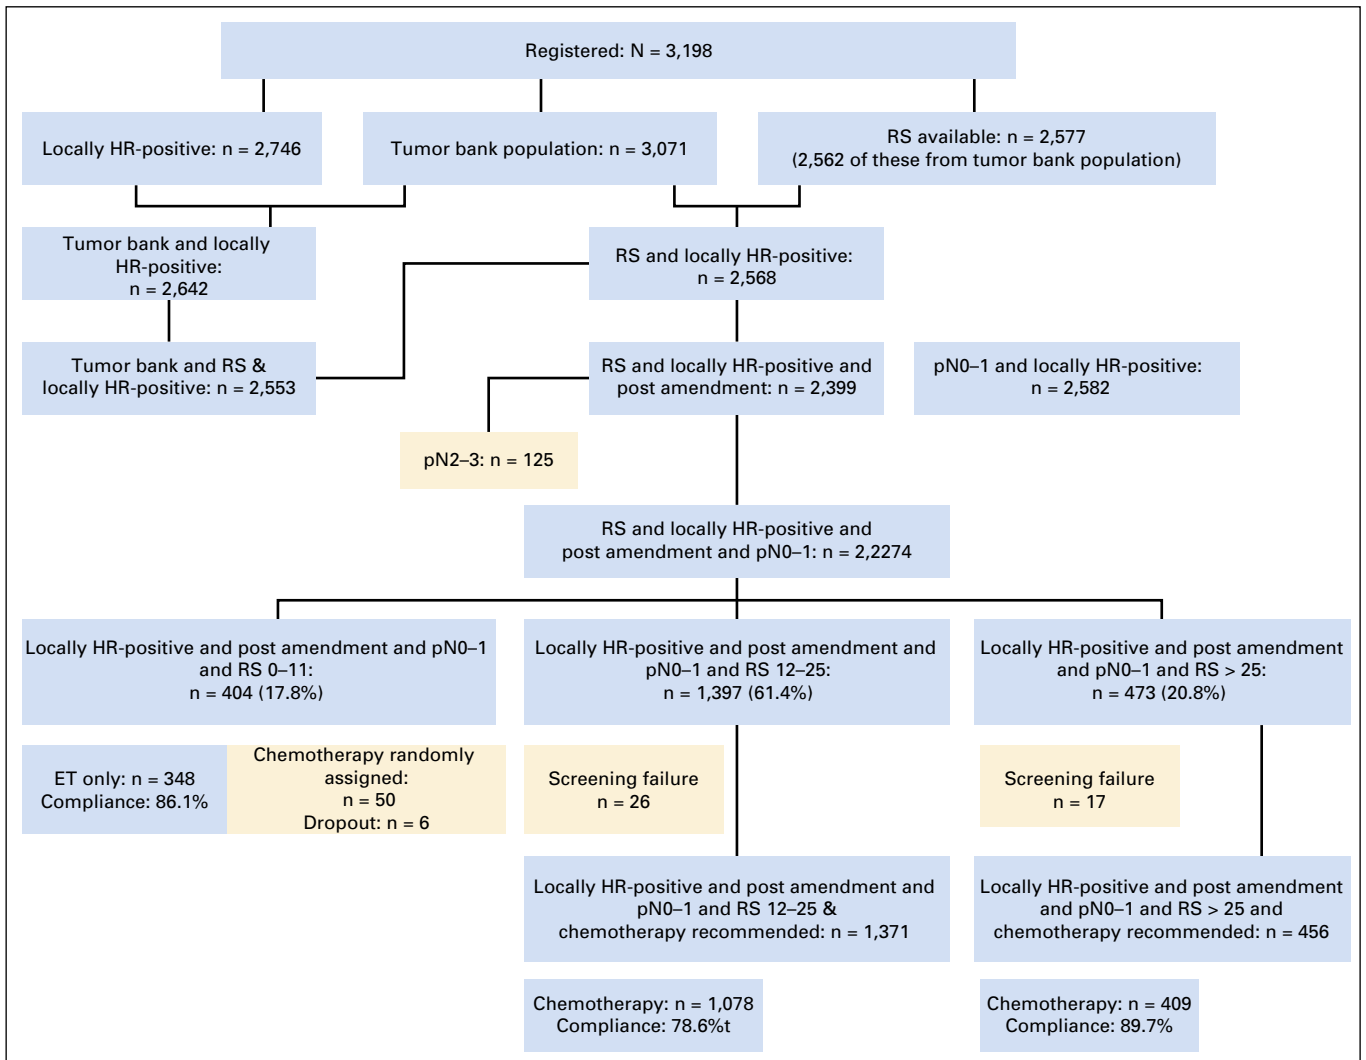 Registered: N = 3,198
Locally HR-positive: n = 2,746
Tumor bank population: n = 3,071
RS available: n = 2,577
(2,562 of these from tumor bank population)
Tumor bank and locally
HR-positive:
n = 2,642
RS and locally HR-positive:
n = 2,568
Tumor bank and RS &
locally HR-positive: n = 2,553
RS and locally HR-positive and
post amendment: n = 2,399
pN0–1 and locally HR-positive:
n = 2,582
pN2–3: n = 125
RS and locally HR-positive and
post amendment and pN0–1: n = 2,2274
Locally HR-positive and post amendment and pN0–1
and RS 0–11:
n = 404 (17.8%)
Locally HR-positive and post amendment and
pN0–1 and RS 12–25:
n = 1,397 (61.4%)
Locally HR-positive and post amendment
and pN0–1 and RS > 25:
n = 473 (20.8%)
ET only: n = 348
Compliance: 86.1%
Chemotherapy randomly
assigned:
n = 50
Dropout: n = 6
Screening failure
n = 26
Screening failure
n = 17
Locally HR-positive and post amendment and
pN0–1 and RS 12–25 &
chemotherapy recommended: n = 1,371
Locally HR-positive and post amendment
and pN0–1 and RS > 25 and
chemotherapy recommended: n = 456
Chemotherapy: n = 1,078
Compliance: 78.6%t
Chemotherapy: n = 409
Compliance: 89.7%